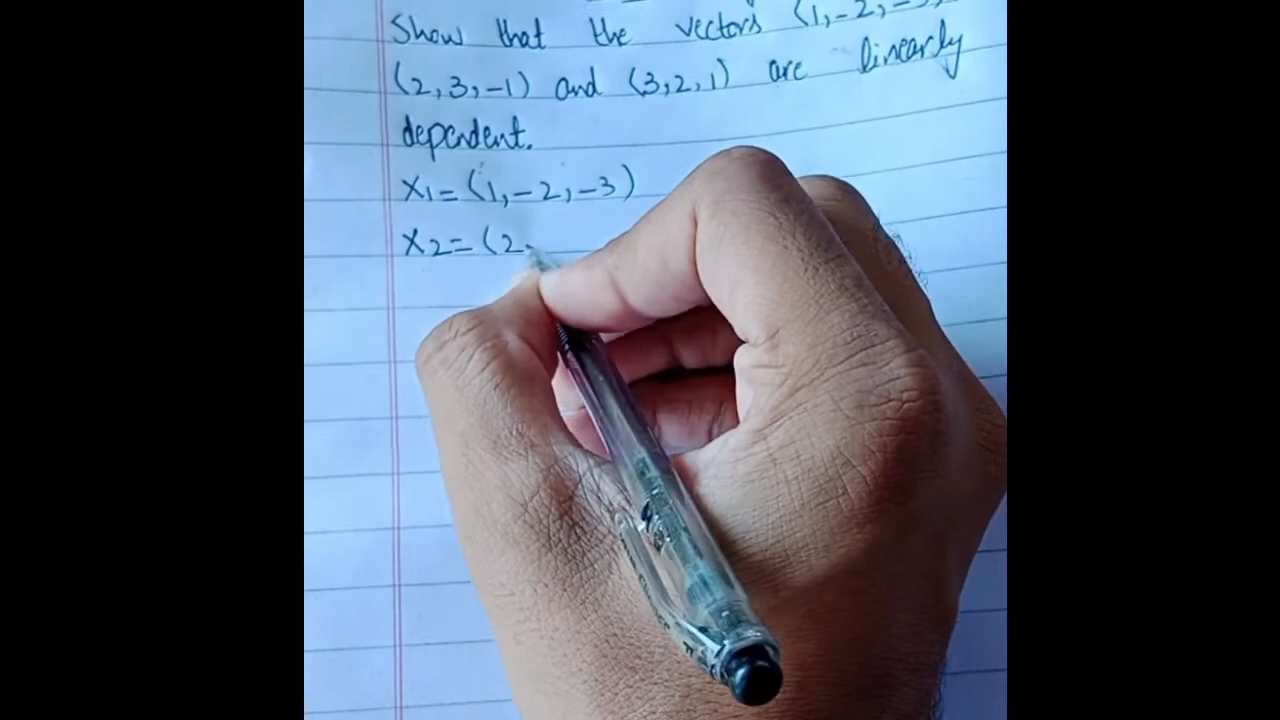 Show that the vectors (1,-2,-3,
(2,3,-1) and (3,2,1) are linearly
dependent.
x1=(1,-2,-3)
x2=(2,